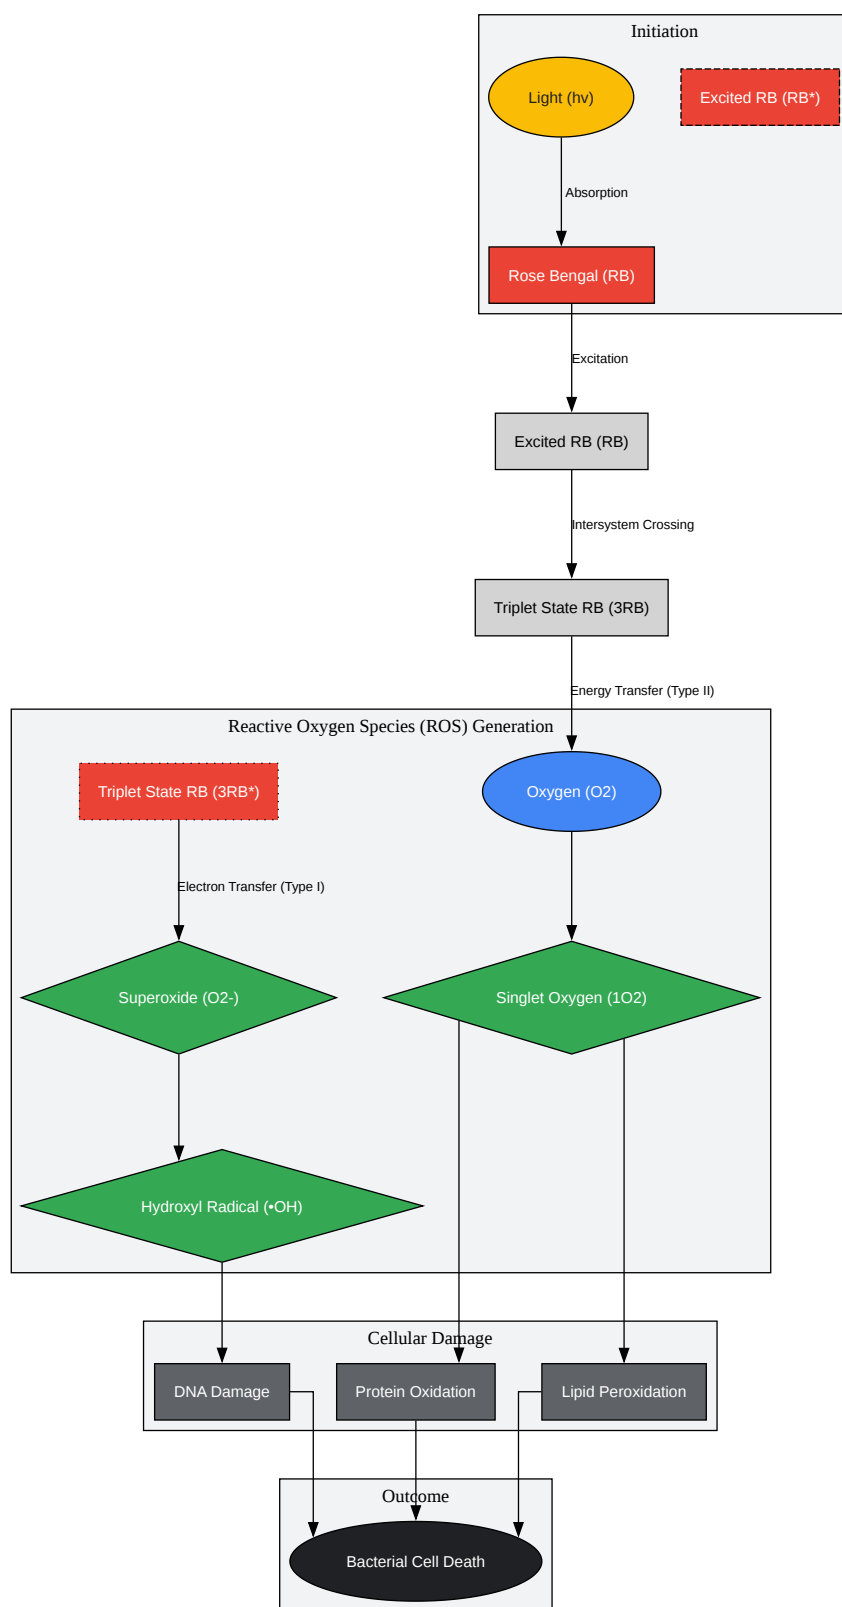 Initiation
Light (hv)
Excited RB (RB*)
Absorption
Rose Bengal (RB)
Excitation
Excited RB (RB)
Intersystem Crossing
Triplet State RB (3RB)
Energy Transfer (Type II)
Reactive Oxygen Species (ROS) Generation
Triplet State RB (3RB*)
Oxygen (O2)
Electron Transfer (Type I)
Superoxide (O2-)
Singlet Oxygen (1O2)
Hydroxyl Radical (•OH)
Cellular Damage
DNA Damage
Protein Oxidation
Lipid Peroxidation
Outcome
Bacterial Cell Death